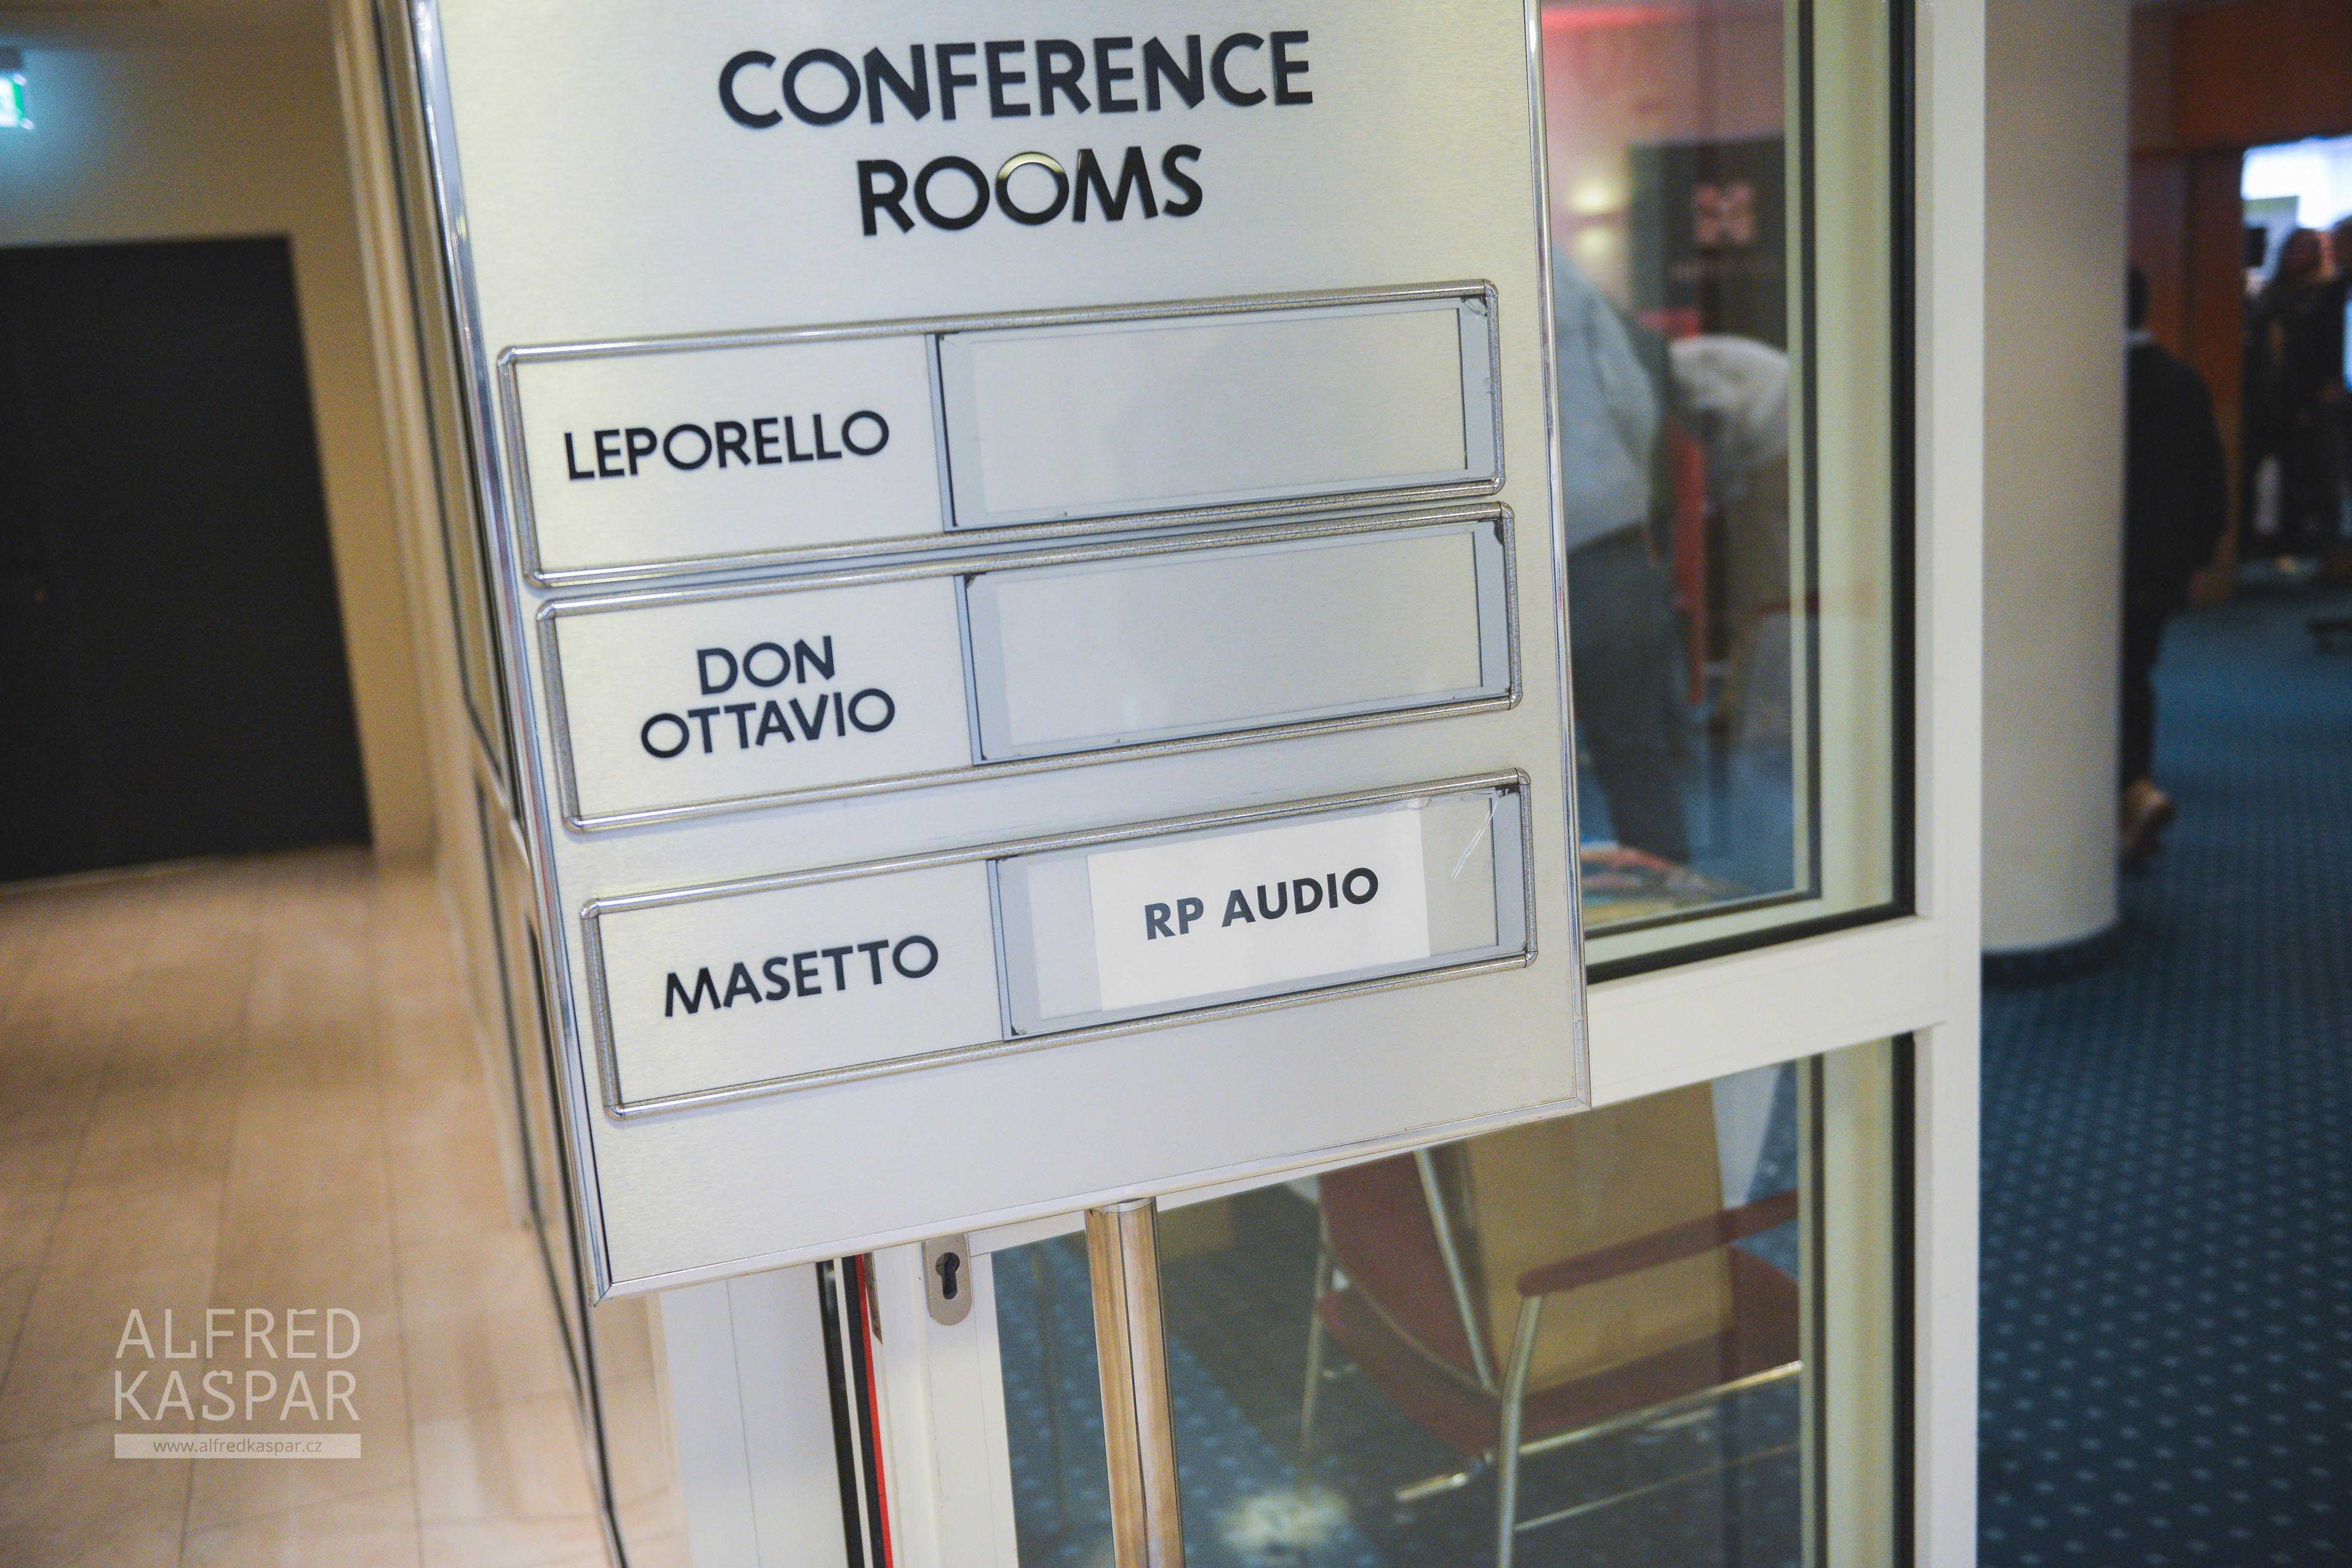 CONFERENCE
ROOMS
LEPORELLO
DON
OTTAVIO
MASETTO
RP AUDIO
ALFRED
KASPAR
www.alfredkaspar.cz